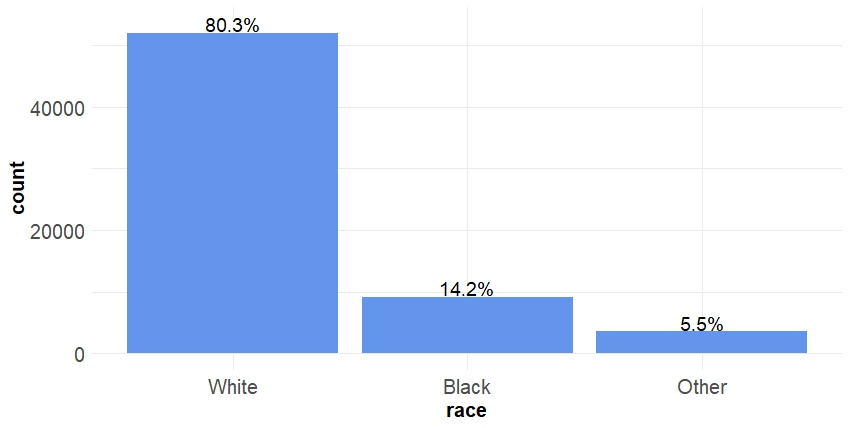 80.3%
40000
count
20000
14.2%
5.5%
0
White Black Other
race